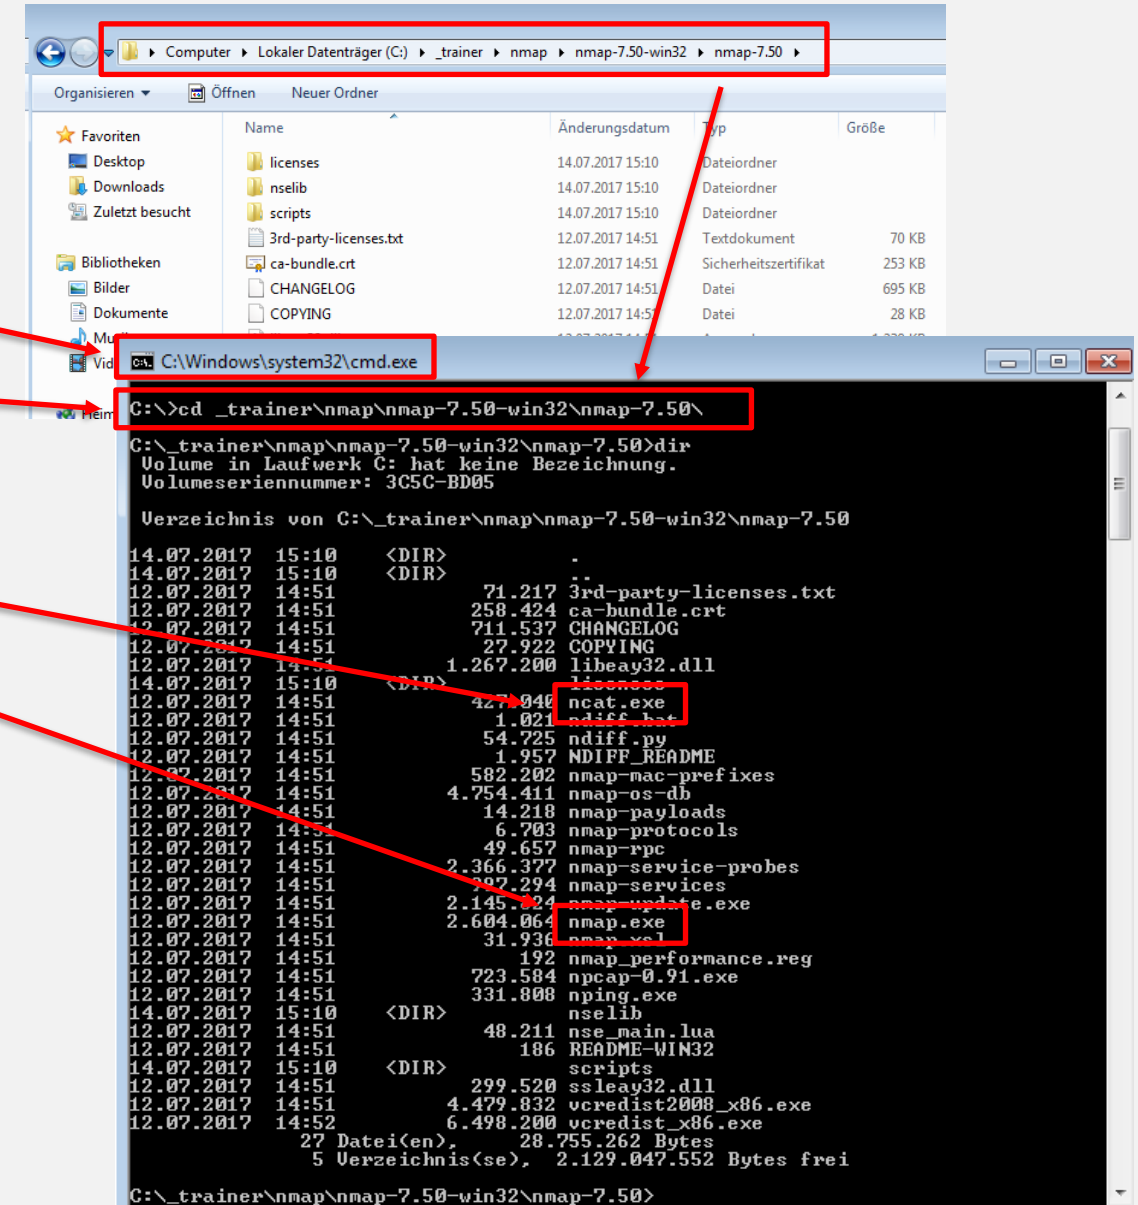 Computer ▸ Lokaler Datenträger (C:) ▸ _trainer ▸ nmap ▸ nmap-7.50-win32 ▸ nmap-7.50 ▸
Organisieren ▾ Öffnen Neuer Ordner
Favoriten
Desktop
Downloads
Zuletzt besucht
Bibliotheken
Bilder
Dokumente
Name Änderungsdatum Typ Größe
licenses 14.07.2017 15:10 Dateiordner
nselib 14.07.2017 15:10 Dateiordner
scripts 14.07.2017 15:10 Dateiordner
3rd-party-licenses.txt 12.07.2017 14:51 Textdokument 70 KB
ca-bundle.crt 12.07.2017 14:51 Sicherheitszertifikat 253 KB
CHANGELOG 12.07.2017 14:51 Datei 695 KB
COPYING 12.07.2017 14:51 Datei 28 KB
C:\Windows\system32\cmd.exe
C:\>cd _trainer\nmap\nmap-7.50-win32\nmap-7.50\
C:\_trainer\nmap\nmap-7.50-win32\nmap-7.50>dir
Volume in Laufwerk C: hat keine Bezeichnung.
Volumeseriennummer: 3C5C-BD05
Verzeichnis von C:\_trainer\nmap\nmap-7.50-win32\nmap-7.50
14.07.2017 15:10 <DIR> .
14.07.2017 15:10 <DIR> ..
12.07.2017 14:51 71.217 3rd-party-licenses.txt
12.07.2017 14:51 258.424 ca-bundle.crt
12.07.2017 14:51 711.537 CHANGELOG
12.07.2017 14:51 27.922 COPYING
12.07.2017 14:51 1.267.200 libeay32.dll
14.07.2017 15:10 <DIR> licenses
12.07.2017 14:51 427.040 ncat.exe
12.07.2017 14:51 1.021 ndiff.bat
12.07.2017 14:51 54.725 ndiff.py
12.07.2017 14:51 1.957 NDIFF_README
12.07.2017 14:51 582.202 nmap-mac-prefixes
12.07.2017 14:51 4.754.411 nmap-os-db
12.07.2017 14:51 14.218 nmap-payloads
12.07.2017 14:51 6.703 nmap-protocols
12.07.2017 14:51 49.657 nmap-rpc
12.07.2017 14:51 2.366.377 nmap-service-probes
12.07.2017 14:51 nmap-services
12.07.2017 14:51 nmap-update.exe
12.07.2017 14:51 2.604.064 nmap.exe
12.07.2017 14:51 31.936 nmap.xsl
12.07.2017 14:51 192 nmap_performance.reg
12.07.2017 14:51 723.584 npcap-0.91.exe
12.07.2017 14:51 331.808 nping.exe
14.07.2017 15:10 <DIR> nselib
12.07.2017 14:51 48.211 nse_main.lua
12.07.2017 14:51 186 README-WIN32
14.07.2017 15:10 <DIR> scripts
12.07.2017 14:51 299.520 ssleay32.dll
12.07.2017 14:51 4.479.832 vcredist2008_x86.exe
12.07.2017 14:52 6.498.200 vcredist_x86.exe
27 Datei(en), 28.755.262 Bytes
5 Verzeichnis(se), 2.129.047.552 Bytes frei
C:\_trainer\nmap\nmap-7.50-win32\nmap-7.50>